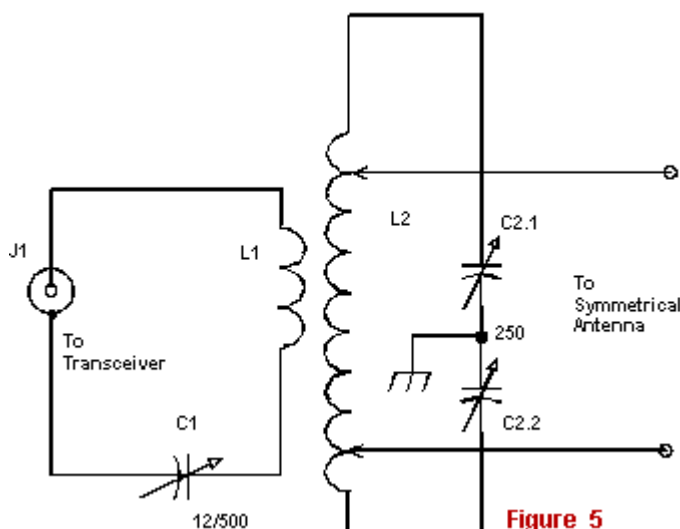 J1
L1
L2
C2.1
To
Symmetrical
Antenna
To
Transceiver
250
C1
C2.2
12/500
Figure 5